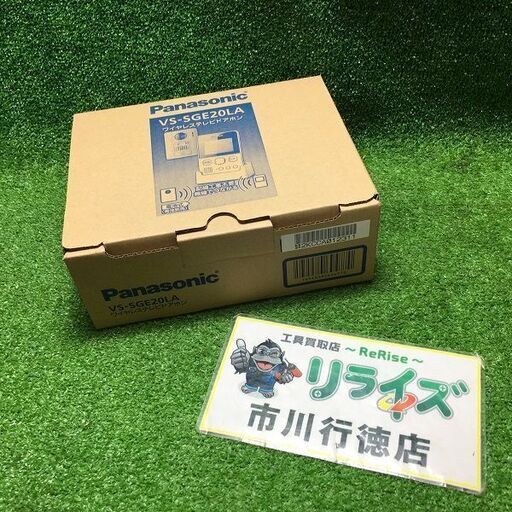 Panasonic
VS-SGE20LA
ワイヤレステレビドアホン
Panasonic
VS-SGE20LA
ワイヤレステレビドアホン
工具買取店 ～ReRise～
リライズ
市川行徳店